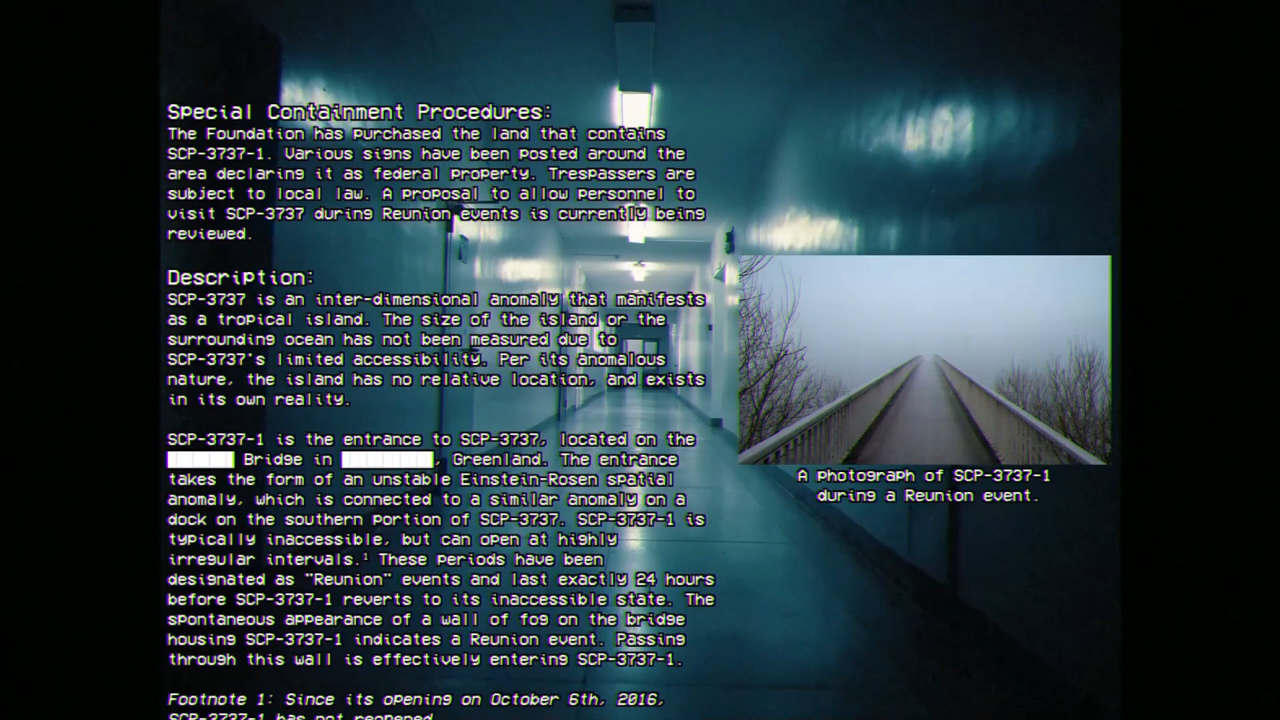 Special Containment Procedures:
The Foundation has purchased the land that contains
SCP-3737-1. Various signs have been posted around the
area declaring it as federal property. Trespassers are
subject to local law. A proposal to allow personnel to
visit SCP-3737 during Reunion events is currently being
reviewed.
Description:
SCP-3737 is an inter-dimensional anomaly that manifests
as a tropical island. The size of the island or the
surrounding ocean has not been measured due to
SCP-3737's limited accessibility. Per its anomalous
nature, the island has no relative location, and exists
in its own reality.
SCP-3737-1 is the entrance to SCP-3737, located on the
██████ Bridge in ████████, Greenland. The entrance
takes the form of an unstable Einstein-Rosen spatial
anomaly, which is connected to a similar anomaly on a
dock on the southern portion of SCP-3737. SCP-3737-1 is
typically inaccessible, but can open at highly
irregular intervals.¹ These periods have been
designated as "Reunion" events and last exactly 24 hours
before SCP-3737-1 reverts to its inaccessible state. The
spontaneous appearance of a wall of fog on the bridge
housing SCP-3737-1 indicates a Reunion event. Passing
through this wall is effectively entering SCP-3737-1.
Footnote 1: Since its opening on October 6th, 2016,
SCP-3737-1 has not reopened
A photograph of SCP-3737-1
during a Reunion event.